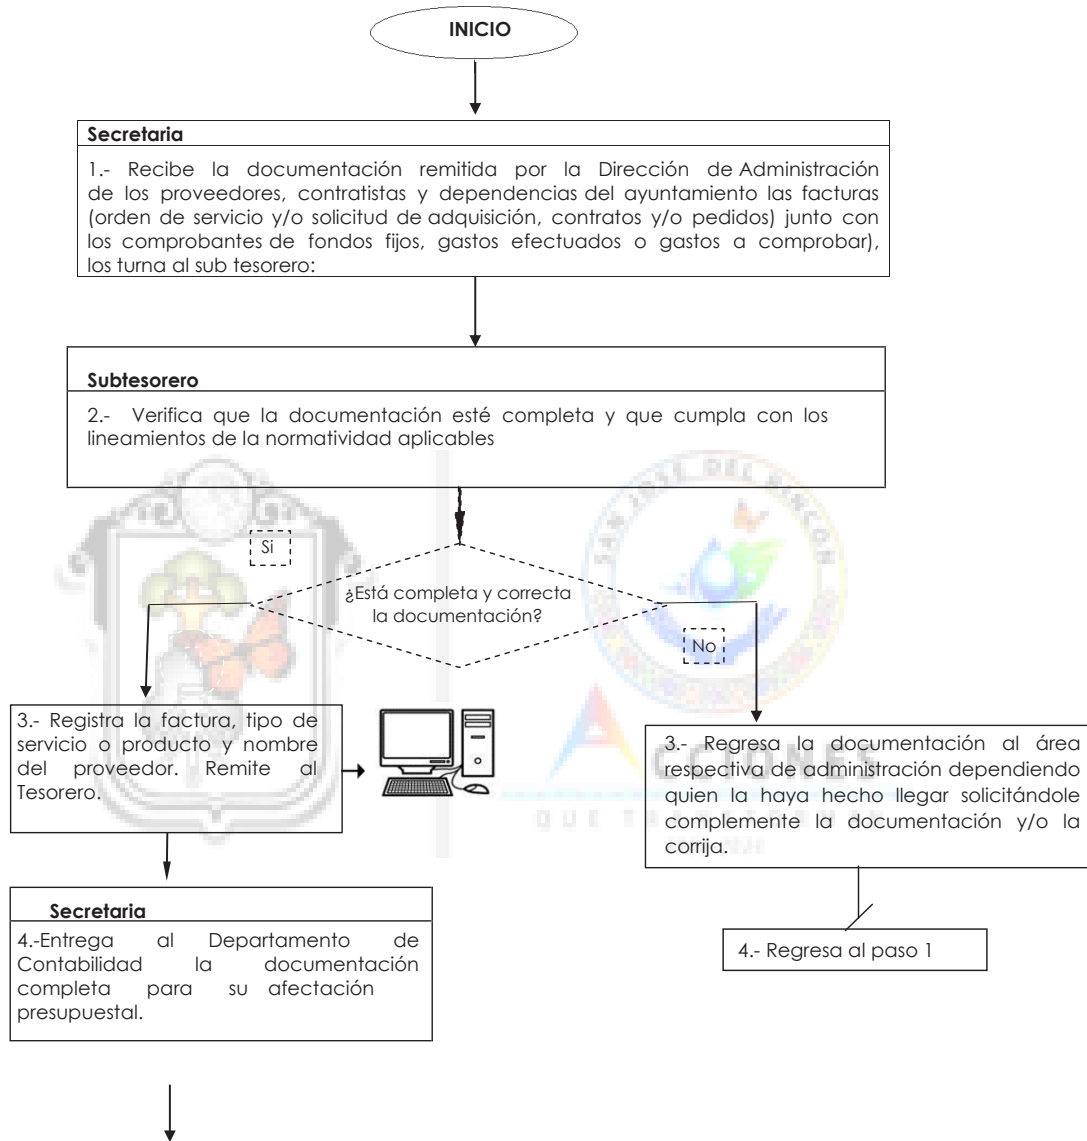 INICIO
Secretaria
1.- Recibe la documentación remitida por la Dirección de Administración
de los proveedores, contratistas y dependencias del ayuntamiento las facturas
(orden de servicio y/o solicitud de adquisición, contratos y/o pedidos) junto con
los comprobantes de fondos fijos, gastos efectuados o gastos a comprobar),
los turna al sub tesorero:
Subtesorero
2.- Verifica que la documentación esté completa y que cumpla con los
lineamientos de la normatividad aplicables
SAN JOSE DEL RINCON
Si
¿Está completa y correcta
la documentación?
No
3.- Registra la factura, tipo de
servicio o producto y nombre
del proveedor. Remite al
Tesorero.
ACCIONES
QUE
3.- Regresa la documentación al área
respectiva de administración dependiendo
quien la haya hecho llegar solicitándole
complemente la documentación y/o la
corrija.
Secretaria
4.-Entrega al Departamento de
Contabilidad la documentación
completa para su afectación
presupuestal.
4.- Regresa al paso 1